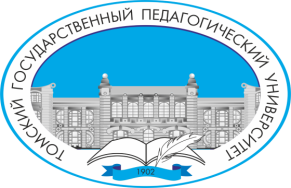 ТОМСКИЙ ГОСУДАРСТВЕННЫЙ ПЕДАГОГИЧЕСКИЙ УНИВЕРСИТЕТ
1902